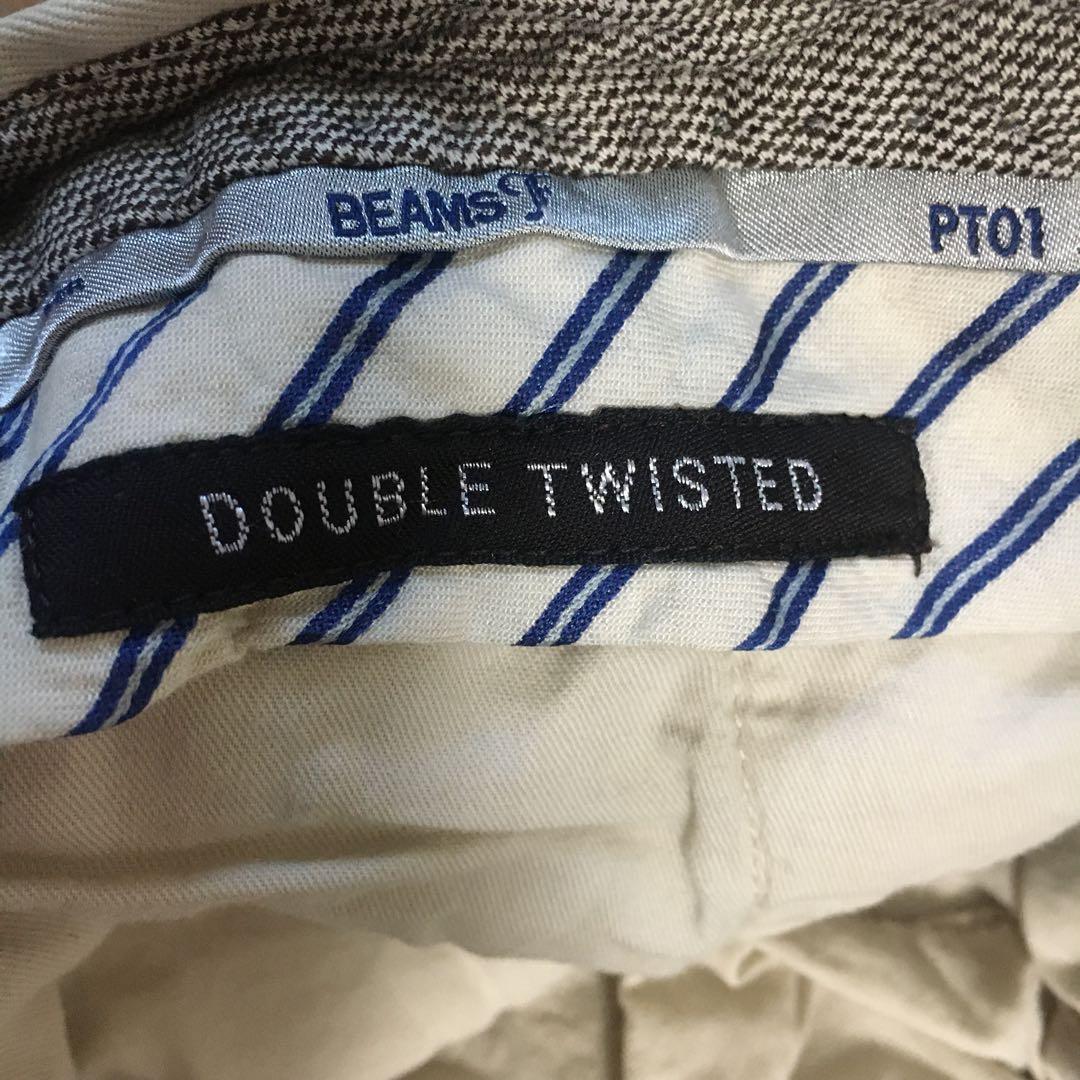 BEAMS F
PT01
DOUBLE TWISTED